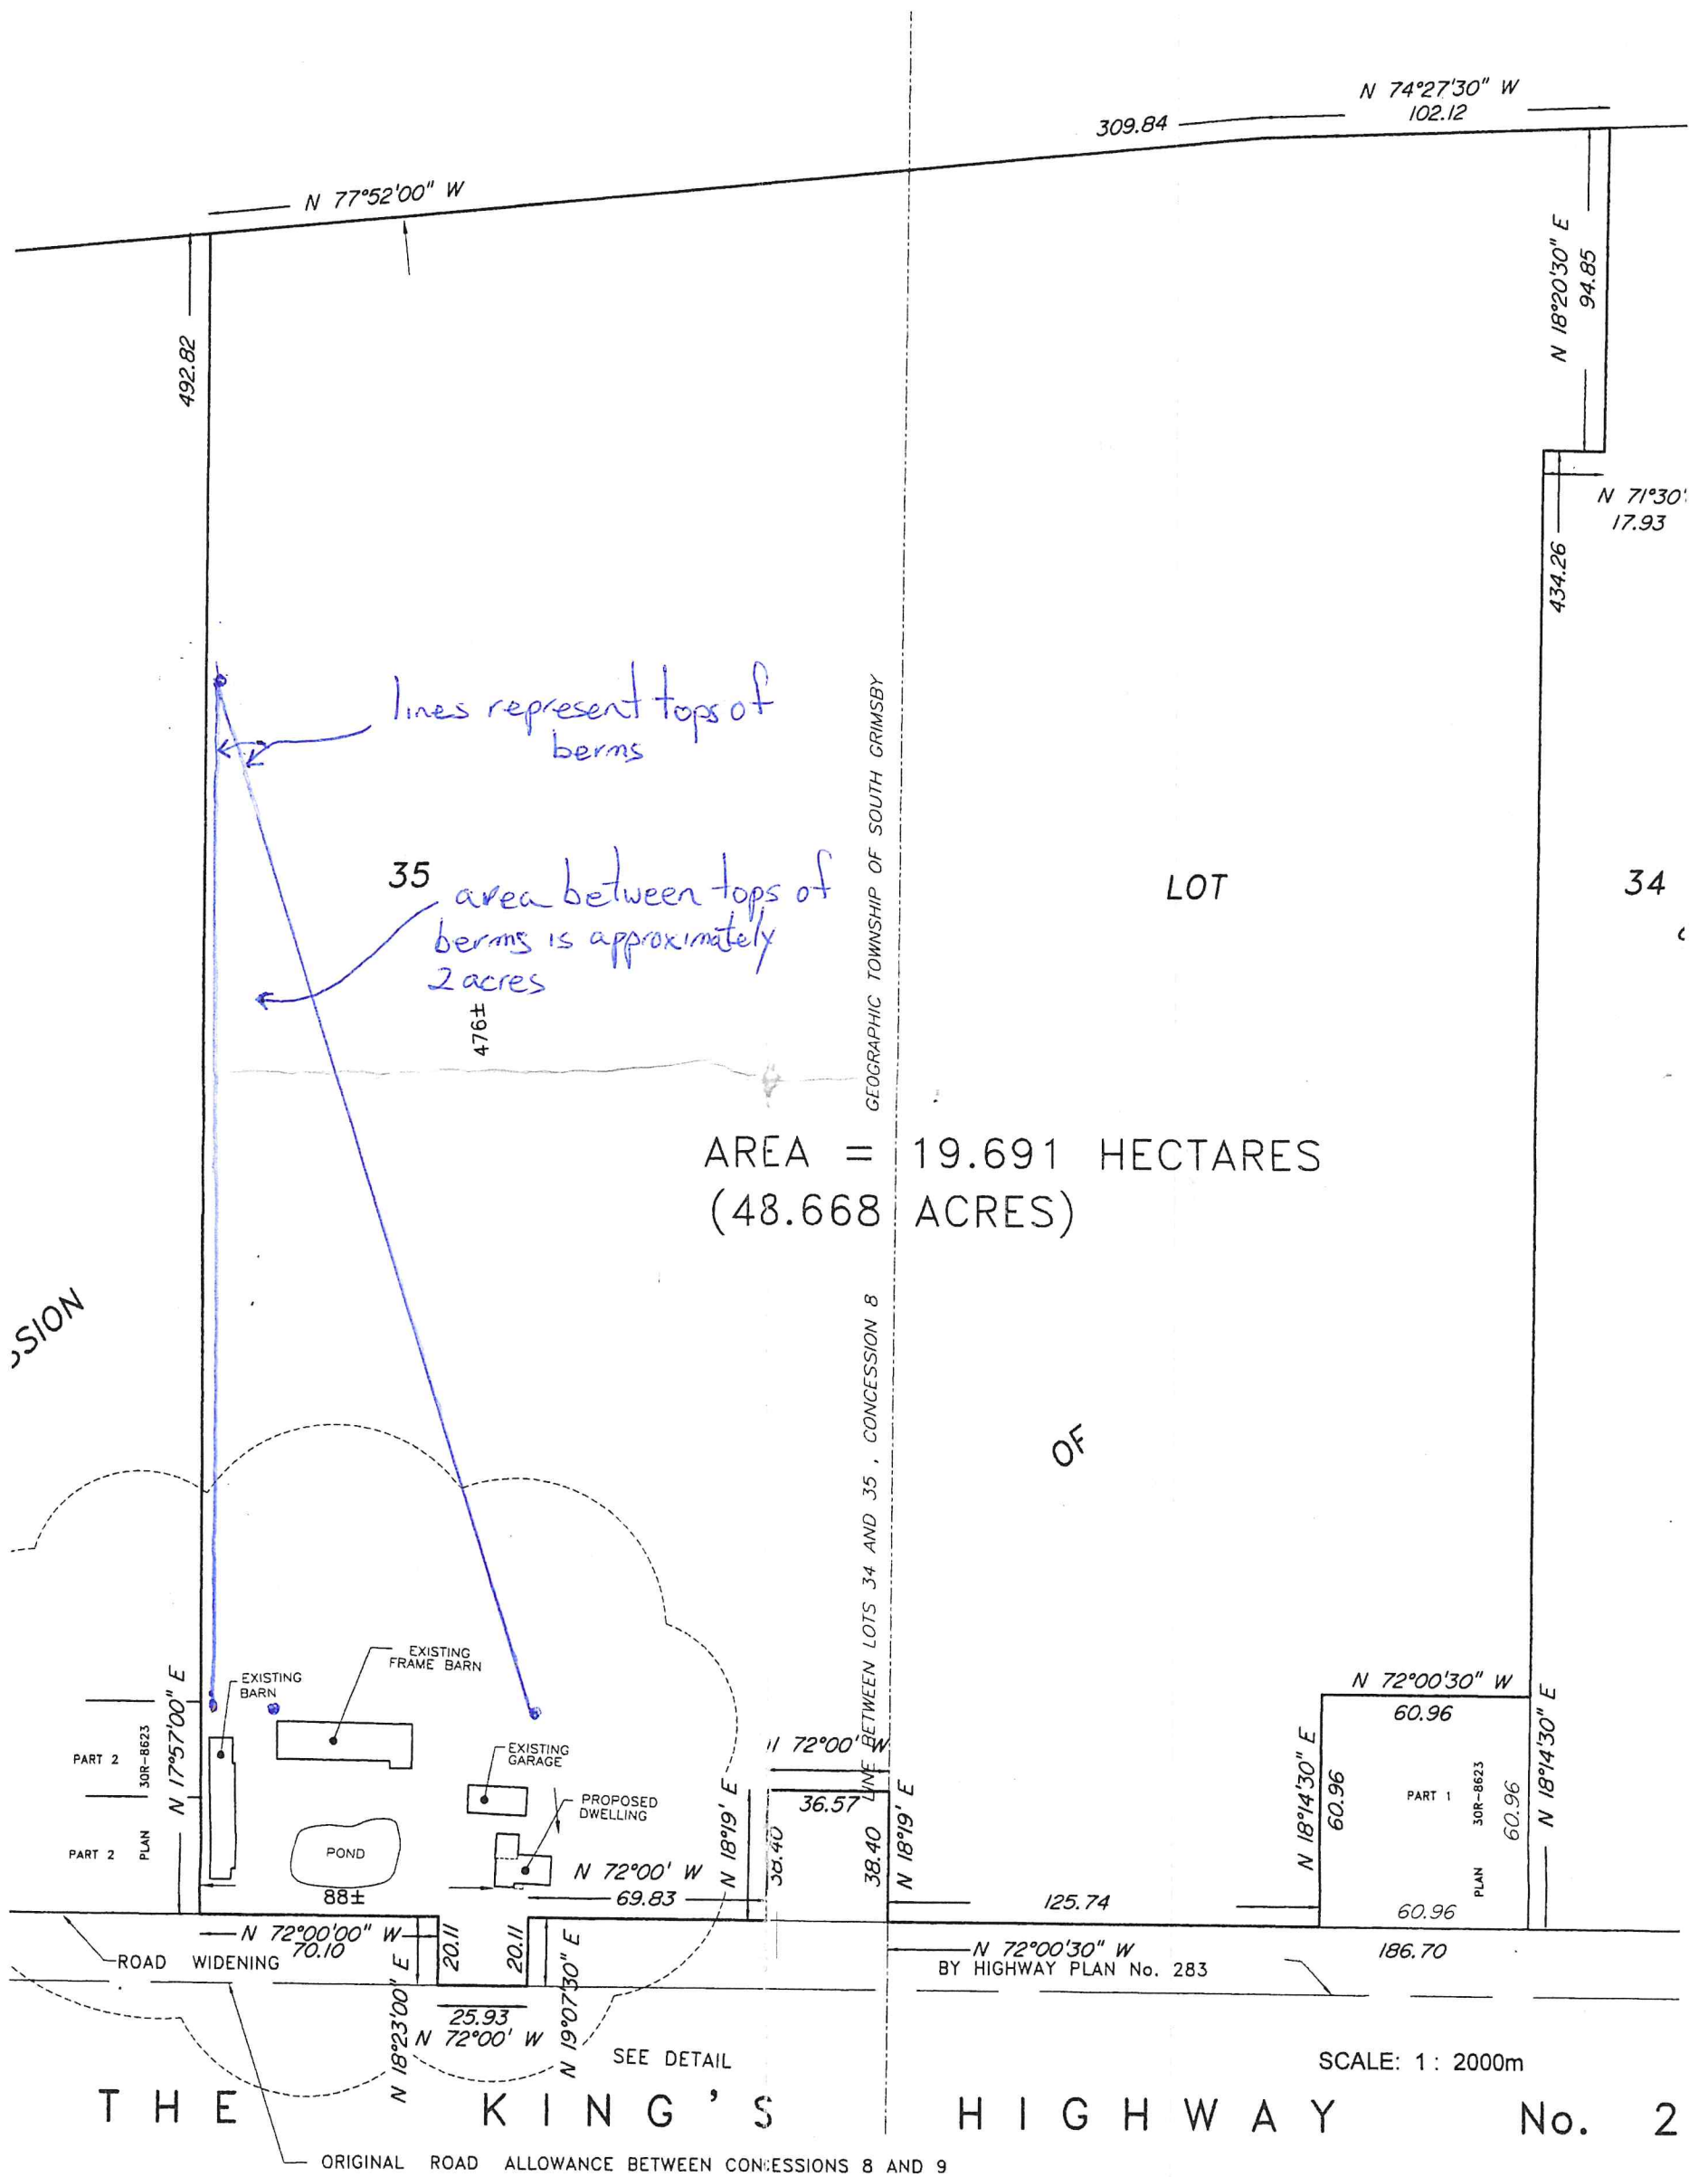 N 74°27'30" W
102.12
309.84
N 77°52'00" W
N 18°20'30" E
94.85
492.82
N 71°30'
17.93
434.26
lines represent tops of
berms
35
LOT
34
area between tops of
berms is approximately
2 acres
476±
GEOGRAPHIC TOWNSHIP OF SOUTH GRIMSBY
AREA = 19.691 HECTARES
(48.668 ACRES)
SSION
LINE BETWEEN LOTS 34 AND 35 , CONCESSION 8
OF
EXISTING
FRAME BARN
EXISTING
BARN
N 17°57'00" E
PART 2
30R-8623
PART 2
PLAN
EXISTING
GARAGE
PROPOSED
DWELLING
POND
88±
N 72°00' W
69.83
N 18°19' E
N 72°00' W
36.57
38.40
38.40
N 18°19' E
N 72°00'30" W
60.96
N 18°14'30" E
60.96
PART 1
30R-8623
PLAN
60.96
N 18°14'30" E
125.74
60.96
N 72°00'00" W
70.10
20.11
20.11
ROAD WIDENING
N 72°00'30" W
186.70
BY HIGHWAY PLAN No. 283
N 18°23'00" E
25.93
N 72°00' W
N 19°07'30" E
SEE DETAIL
SCALE: 1 : 2000m
THE KING'S HIGHWAY No. 2
ORIGINAL ROAD ALLOWANCE BETWEEN CONCESSIONS 8 AND 9